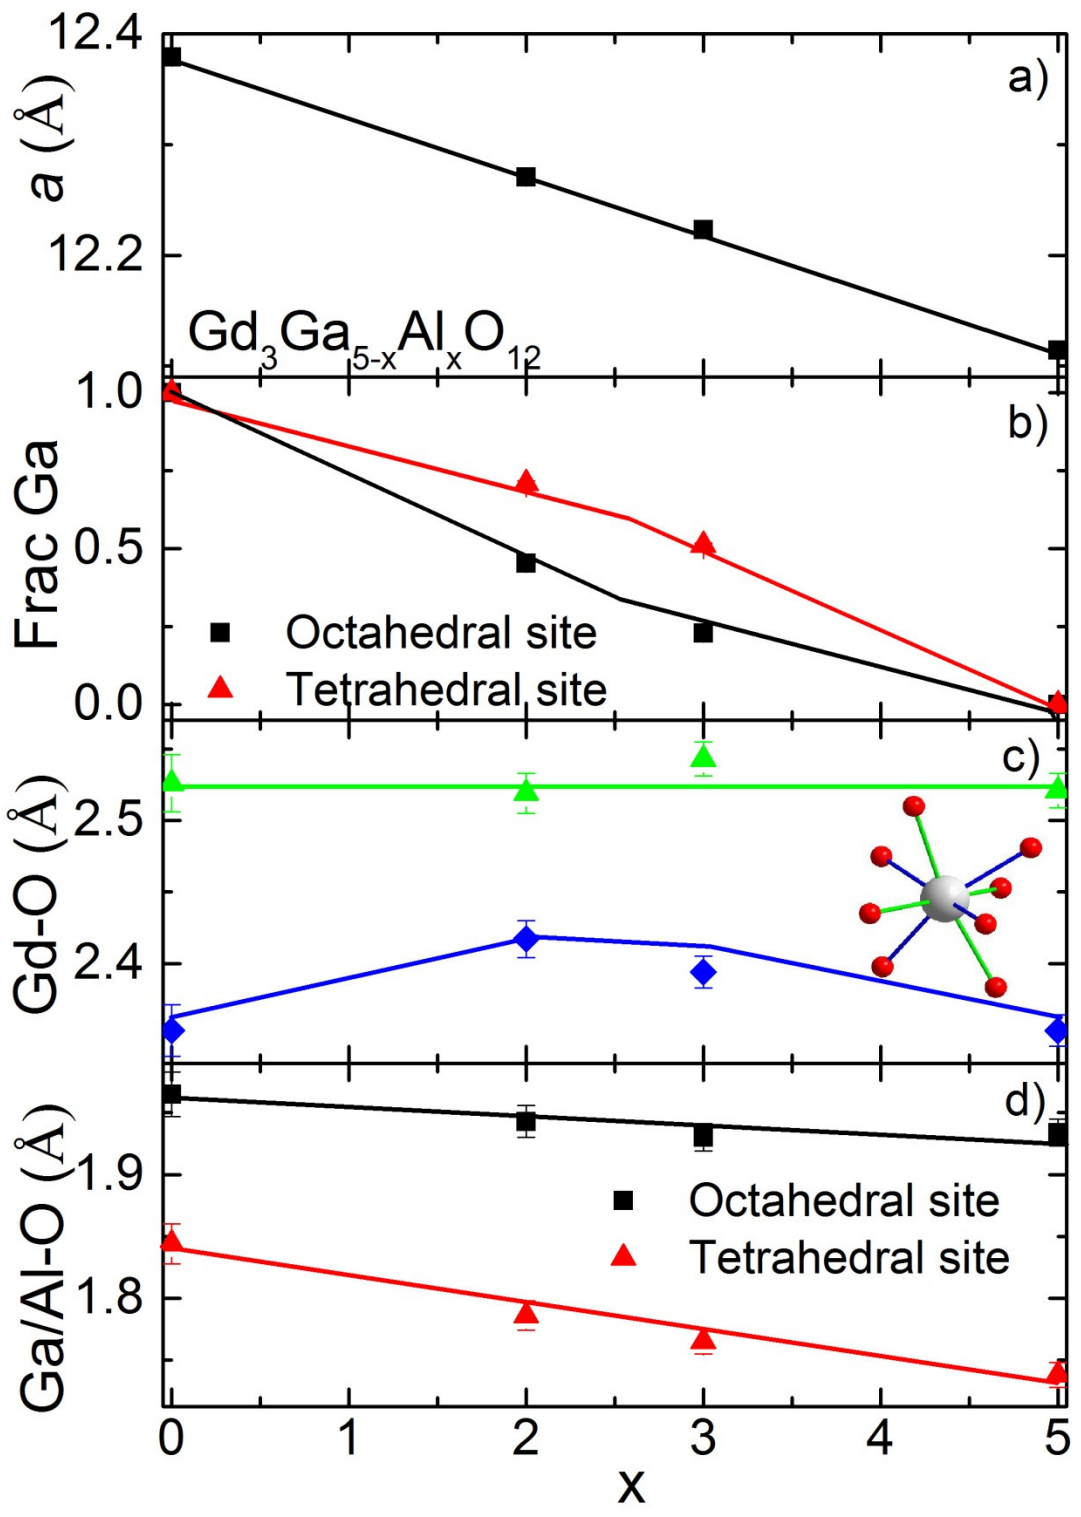 12.4
a)
a (Å)
12.2
Gd3Ga5-xAlxO12
1.0
b)
Frac Ga
0.5
Octahedral site
Tetrahedral site
0.0
c)
Gd-O (Å)
2.5
2.4
d)
Ga/Al-O (Å)
1.9
Octahedral site
Tetrahedral site
1.8
0 1 2 3 4 5
x